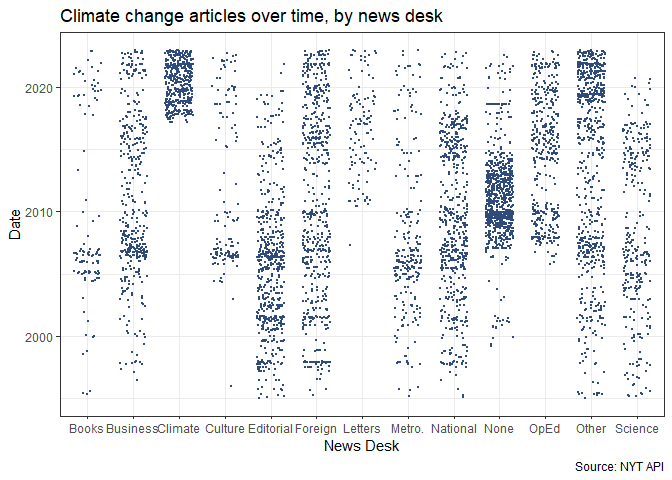 Climate change articles over time, by news desk
2020
2010
2000
Date
Books Business Climate Culture Editorial Foreign Letters Metro. National None OpEd Other Science
News Desk
Source: NYT API